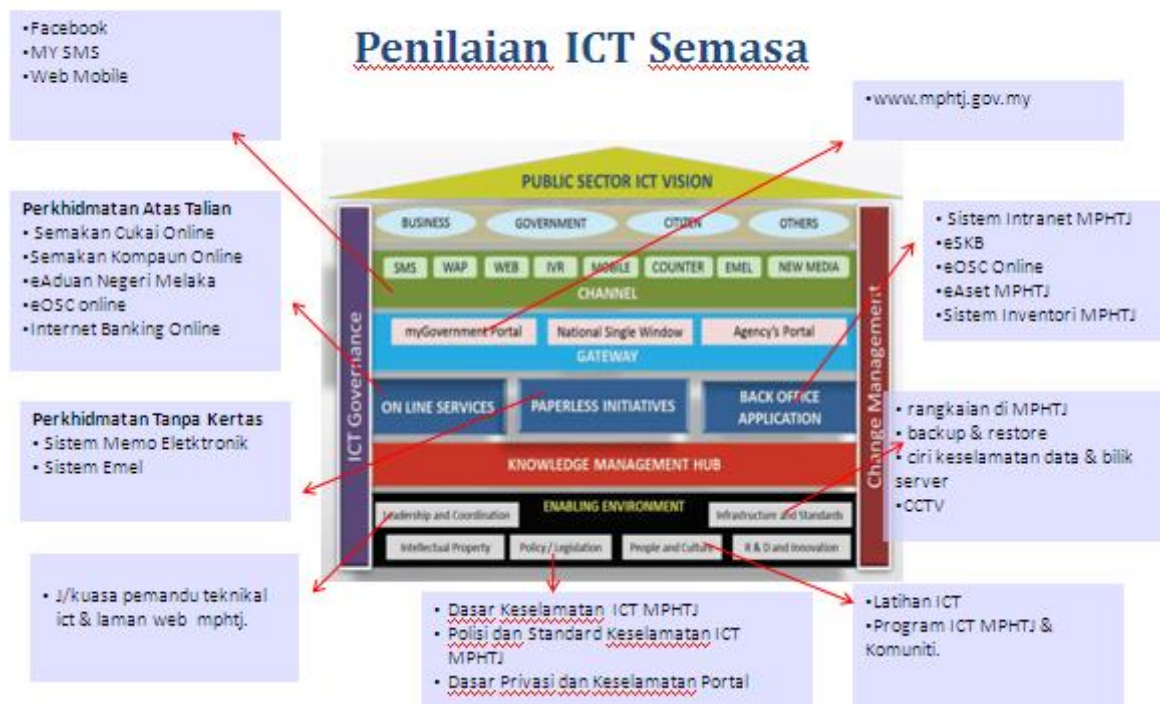 Penilaian ICT Semasa
•Facebook
•MY SMS
•Web Mobile
•www.mphtj.gov.my
Perkhidmatan Atas Talian
• Semakan Cukai Online
•Semakan Kompaun Online
•eAduan Negeri Melaka
•eOSC online
•Internet Banking Online
Perkhidmatan Tanpa Kertas
• Sistem Memo Eletktronik
• Sistem Emel
• J/kuasa pemandu teknikal
ict & laman web mphtj.
PUBLIC SECTOR ICT VISION
ICT Governance
BUSINESS GOVERNMENT CITIZEN OTHERS
SMS WAP WEB IVR MOBILE COUNTER EMEL NEW MEDIA
CHANNEL
myGovernment Portal National Single Window Agency's Portal
GATEWAY
ON LINE SERVICES PAPERLESS INITIATIVES BACK OFFICE
APPLICATION
KNOWLEDGE MANAGEMENT HUB
ENABLING ENVIRONMENT
Leadership and Coordination Infrastructure and Standards
Intellectual Property Policy / Legislation People and Culture R & D and Innovation
Change Management
• Sistem Intranet MPHTJ
• eSKB
• eOSC Online
• eAset MPHTJ
•Sistem Inventori MPHTJ
• rangkaian di MPHTJ
• backup & restore
• ciri keselamatan data & bilik
server
•CCTV
• Dasar Keselamatan ICT MPHTJ
• Polisi dan Standard Keselamatan ICT
MPHTJ
• Dasar Privasi dan Keselamatan Portal
•Latihan ICT
•Program ICT MPHTJ &
Komuniti.